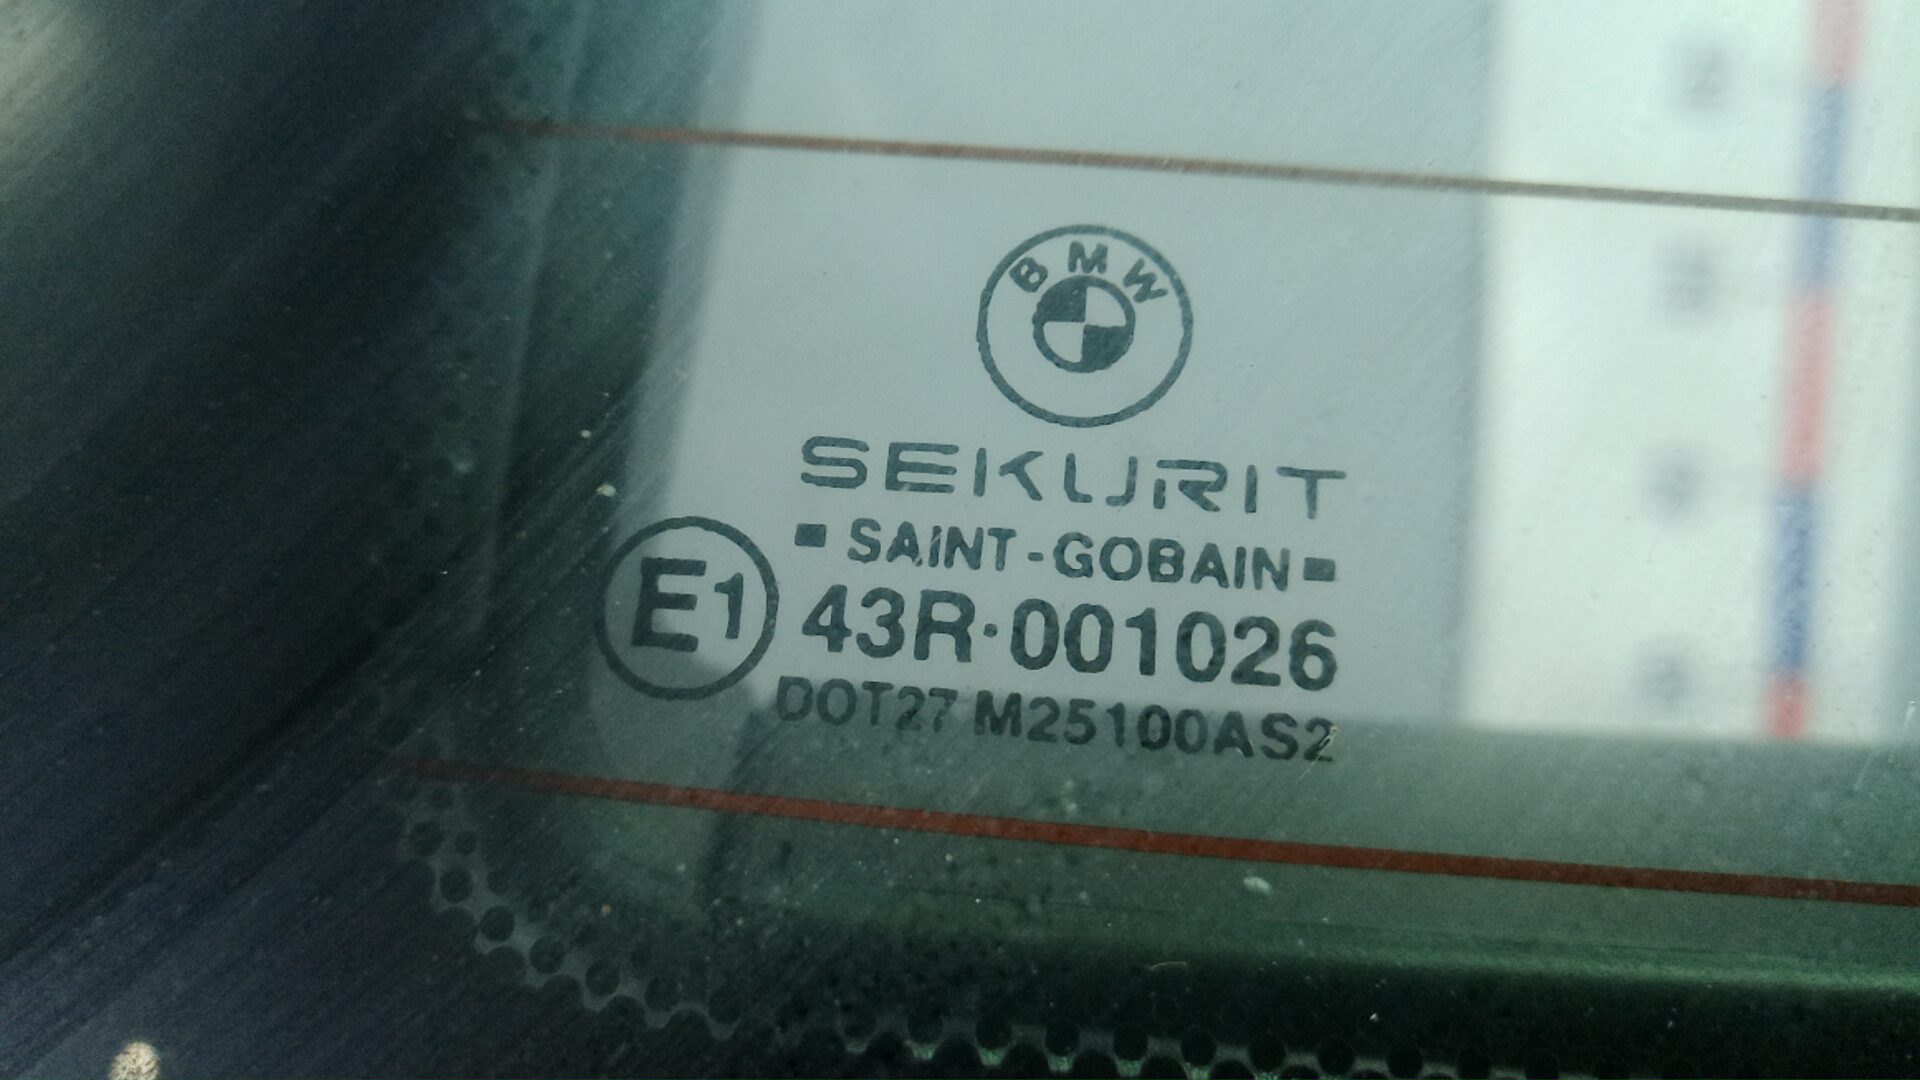 BMW
SEKURIT
SAINT-GOBAIN
E1 43R·001026
DOT27 M25100AS2